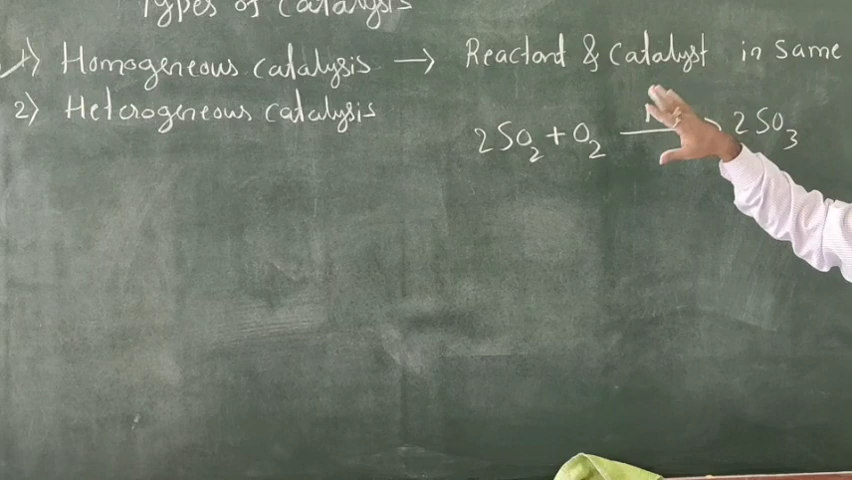 Types of Catalysis
1) Homogeneous catalysis → Reactant & Catalyst in Same
2) Heterogeneous catalysis
2SO₂ + O₂ → 2SO₃